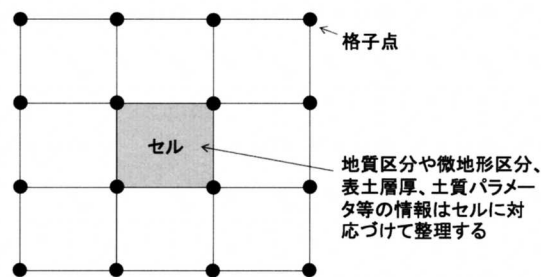 格子点
セル
地質区分や微地形区分、
表土層厚、土質パラメー
タ等の情報はセルに対
応づけて整理する